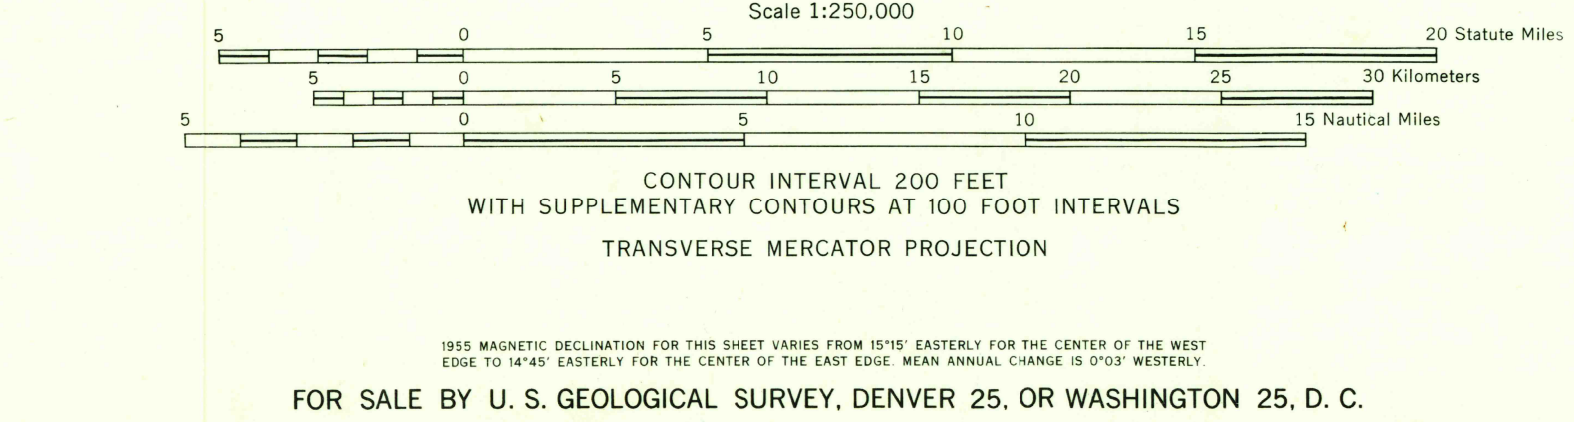 Scale 1:250,000
5 0 5 10 15 20 Statute Miles
5 0 5 10 15 20 25 30 Kilometers
5 0 5 10 15 Nautical Miles
CONTOUR INTERVAL 200 FEET
WITH SUPPLEMENTARY CONTOURS AT 100 FOOT INTERVALS
TRANSVERSE MERCATOR PROJECTION
1955 MAGNETIC DECLINATION FOR THIS SHEET VARIES FROM 15°15′ EASTERLY FOR THE CENTER OF THE WEST
EDGE TO 14°45′ EASTERLY FOR THE CENTER OF THE EAST EDGE. MEAN ANNUAL CHANGE IS 0°03′ WESTERLY.
FOR SALE BY U. S. GEOLOGICAL SURVEY, DENVER 25, OR WASHINGTON 25, D. C.